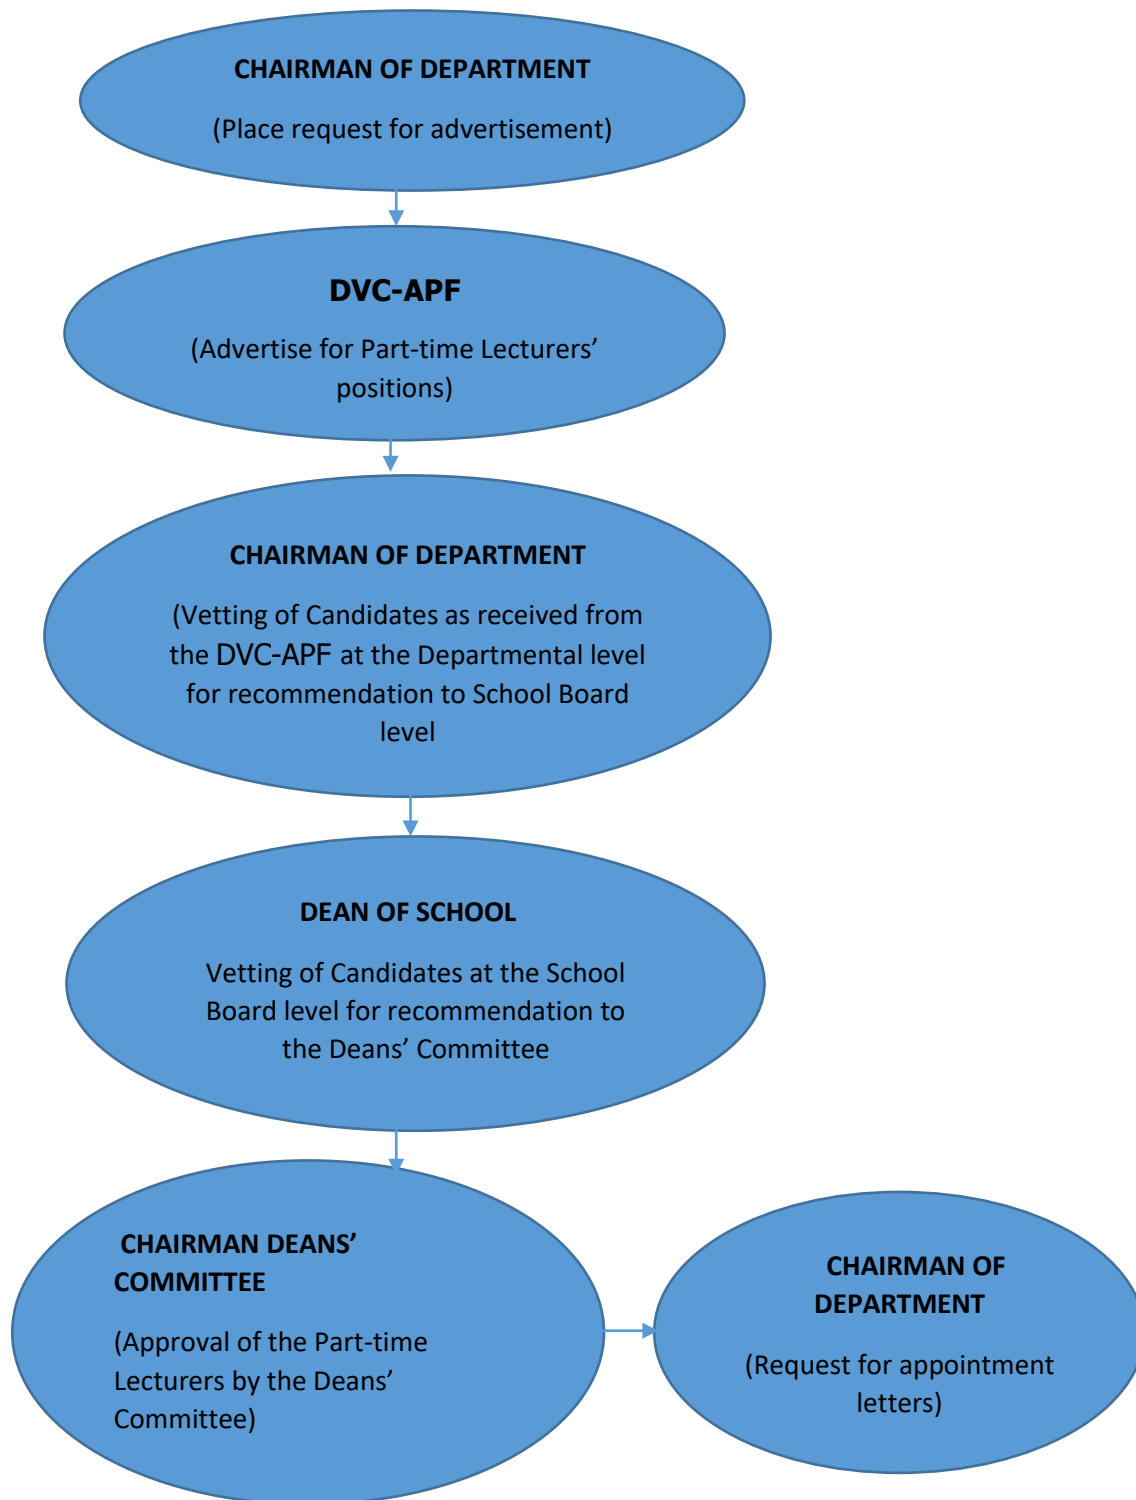 CHAIRMAN OF DEPARTMENT
(Place request for advertisement)
DVC-APF
(Advertise for Part-time Lecturers’
positions)
CHAIRMAN OF DEPARTMENT
(Vetting of Candidates as received from
the DVC-APF at the Departmental level
for recommendation to School Board
level
DEAN OF SCHOOL
Vetting of Candidates at the School
Board level for recommendation to
the Deans’ Committee
CHAIRMAN DEANS’
COMMITTEE
(Approval of the Part-time
Lecturers by the Deans’
Committee)
CHAIRMAN OF
DEPARTMENT
(Request for appointment
letters)